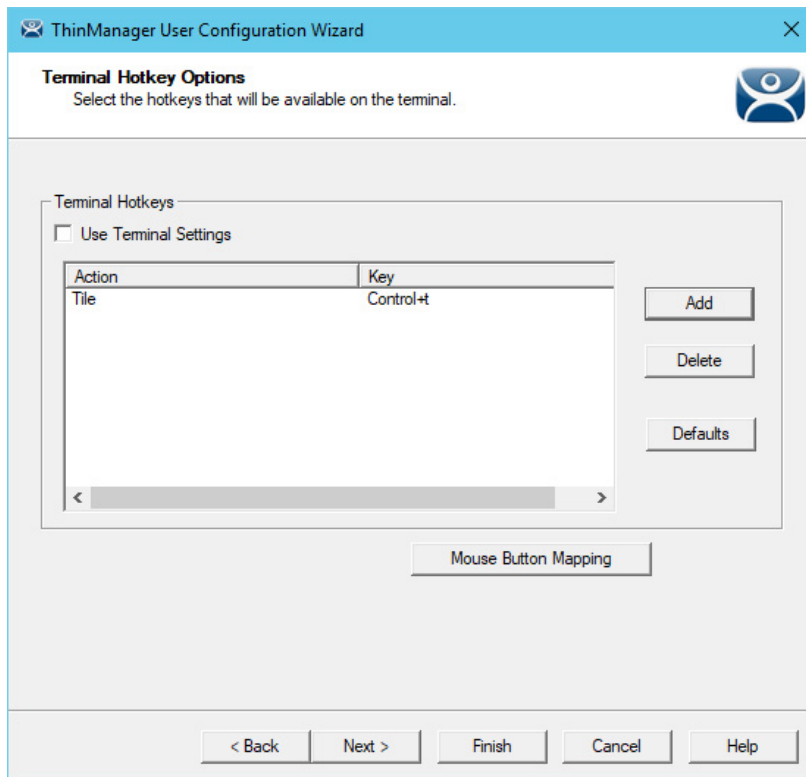 ThinManager User Configuration Wizard
Terminal Hotkey Options
Select the hotkeys that will be available on the terminal.
Terminal Hotkeys
Use Terminal Settings
Action Key
Tile Control+t
Add
Delete
Defaults
Mouse Button Mapping
< Back Next > Finish Cancel Help